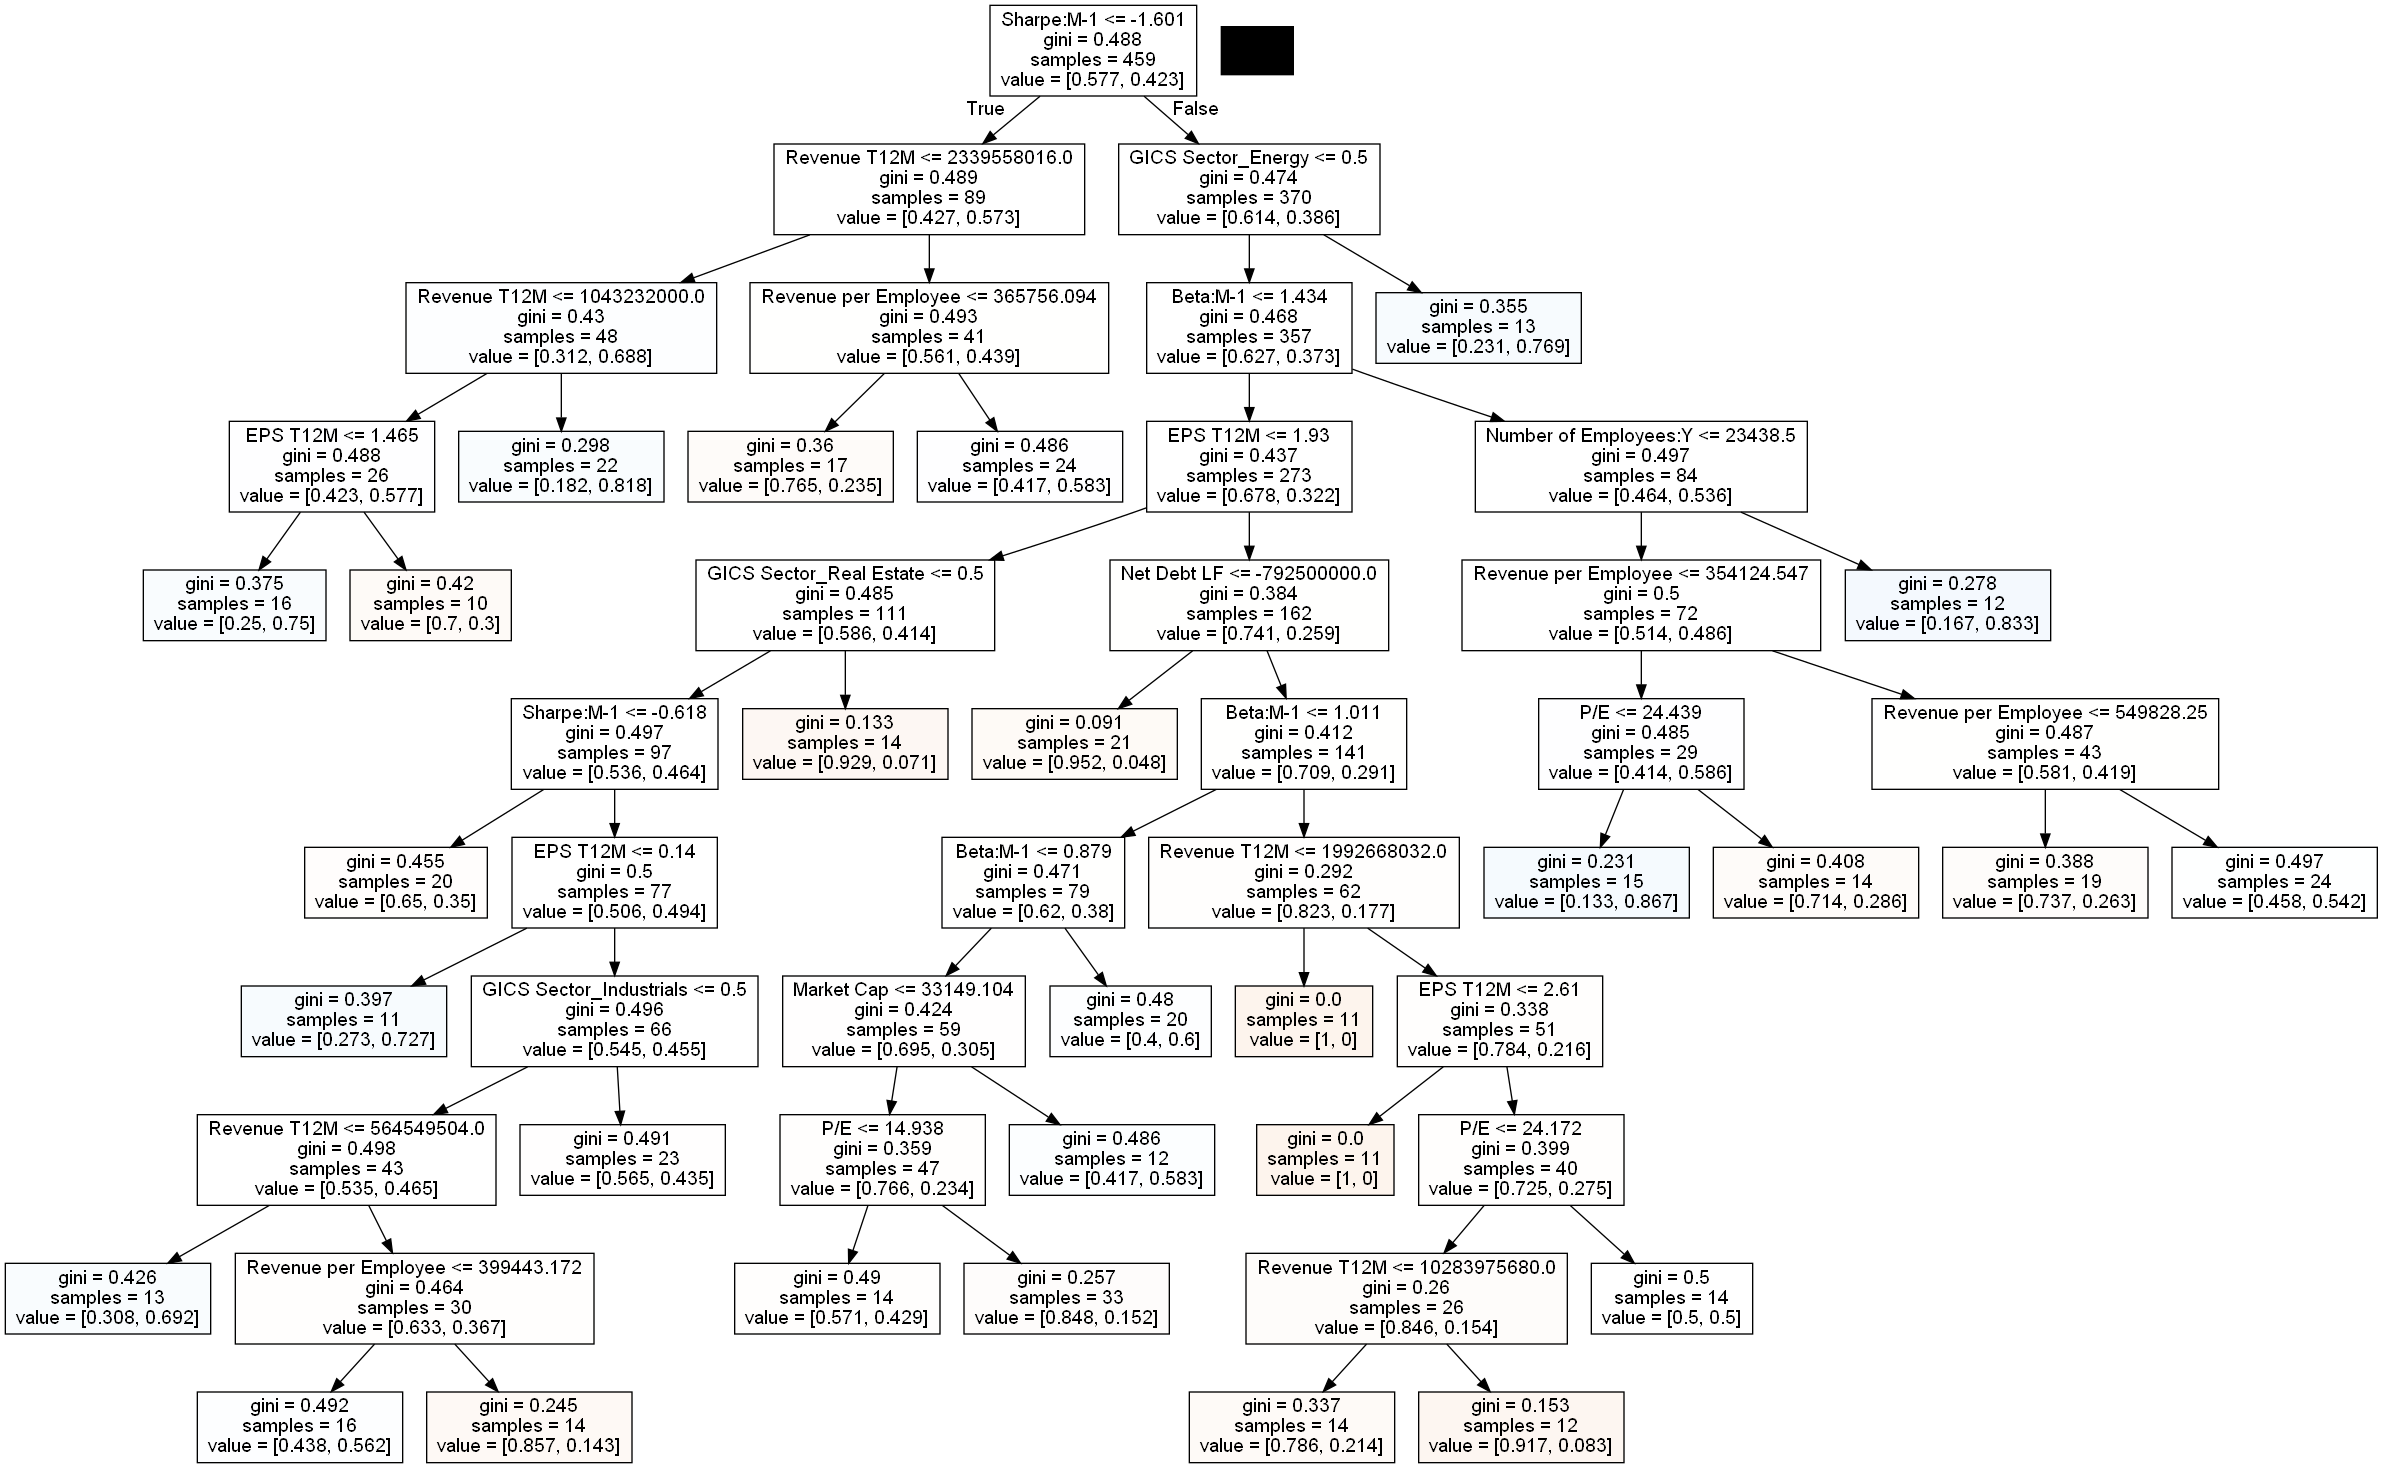 Sharpe:M-1 <= -1.601
gini = 0.488
samples = 459
value = [0.577, 0.423]
True
False
Revenue T12M <= 2339558016.0
gini = 0.489
samples = 89
value = [0.427, 0.573]
GICS Sector_Energy <= 0.5
gini = 0.474
samples = 370
value = [0.614, 0.386]
Revenue T12M <= 1043232000.0
gini = 0.43
samples = 48
value = [0.312, 0.688]
Revenue per Employee <= 365756.094
gini = 0.493
samples = 41
value = [0.561, 0.439]
Beta:M-1 <= 1.434
gini = 0.468
samples = 357
value = [0.627, 0.373]
gini = 0.355
samples = 13
value = [0.231, 0.769]
EPS T12M <= 1.465
gini = 0.488
samples = 26
value = [0.423, 0.577]
gini = 0.298
samples = 22
value = [0.182, 0.818]
gini = 0.36
samples = 17
value = [0.765, 0.235]
gini = 0.486
samples = 24
value = [0.417, 0.583]
EPS T12M <= 1.93
gini = 0.437
samples = 273
value = [0.678, 0.322]
Number of Employees:Y <= 23438.5
gini = 0.497
samples = 84
value = [0.464, 0.536]
gini = 0.375
samples = 16
value = [0.25, 0.75]
gini = 0.42
samples = 10
value = [0.7, 0.3]
GICS Sector_Real Estate <= 0.5
gini = 0.485
samples = 111
value = [0.586, 0.414]
Net Debt LF <= -792500000.0
gini = 0.384
samples = 162
value = [0.741, 0.259]
Revenue per Employee <= 354124.547
gini = 0.5
samples = 72
value = [0.514, 0.486]
gini = 0.278
samples = 12
value = [0.167, 0.833]
Sharpe:M-1 <= -0.618
gini = 0.497
samples = 97
value = [0.536, 0.464]
gini = 0.133
samples = 14
value = [0.929, 0.071]
gini = 0.091
samples = 21
value = [0.952, 0.048]
Beta:M-1 <= 1.011
gini = 0.412
samples = 141
value = [0.709, 0.291]
P/E <= 24.439
gini = 0.485
samples = 29
value = [0.414, 0.586]
Revenue per Employee <= 549828.25
gini = 0.487
samples = 43
value = [0.581, 0.419]
gini = 0.455
samples = 20
value = [0.65, 0.35]
EPS T12M <= 0.14
gini = 0.5
samples = 77
value = [0.506, 0.494]
Beta:M-1 <= 0.879
gini = 0.471
samples = 79
value = [0.62, 0.38]
Revenue T12M <= 1992668032.0
gini = 0.292
samples = 62
value = [0.823, 0.177]
gini = 0.231
samples = 15
value = [0.133, 0.867]
gini = 0.408
samples = 14
value = [0.714, 0.286]
gini = 0.388
samples = 19
value = [0.737, 0.263]
gini = 0.497
samples = 24
value = [0.458, 0.542]
gini = 0.397
samples = 11
value = [0.273, 0.727]
GICS Sector_Industrials <= 0.5
gini = 0.496
samples = 66
value = [0.545, 0.455]
Market Cap <= 33149.104
gini = 0.424
samples = 59
value = [0.695, 0.305]
gini = 0.48
samples = 20
value = [0.4, 0.6]
gini = 0.0
samples = 11
value = [1, 0]
EPS T12M <= 2.61
gini = 0.338
samples = 51
value = [0.784, 0.216]
Revenue T12M <= 564549504.0
gini = 0.498
samples = 43
value = [0.535, 0.465]
gini = 0.491
samples = 23
value = [0.565, 0.435]
P/E <= 14.938
gini = 0.359
samples = 47
value = [0.766, 0.234]
gini = 0.486
samples = 12
value = [0.417, 0.583]
gini = 0.0
samples = 11
value = [1, 0]
P/E <= 24.172
gini = 0.399
samples = 40
value = [0.725, 0.275]
gini = 0.426
samples = 13
value = [0.308, 0.692]
Revenue per Employee <= 399443.172
gini = 0.464
samples = 30
value = [0.633, 0.367]
gini = 0.49
samples = 14
value = [0.571, 0.429]
gini = 0.257
samples = 33
value = [0.848, 0.152]
Revenue T12M <= 10283975680.0
gini = 0.26
samples = 26
value = [0.846, 0.154]
gini = 0.5
samples = 14
value = [0.5, 0.5]
gini = 0.492
samples = 16
value = [0.438, 0.562]
gini = 0.245
samples = 14
value = [0.857, 0.143]
gini = 0.337
samples = 14
value = [0.786, 0.214]
gini = 0.153
samples = 12
value = [0.917, 0.083]